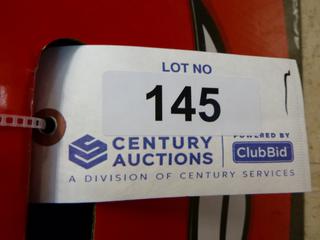 LOT NO
145
CENTURY POWERED BY
AUCTIONS ClubBid
A DIVISION OF CENTURY SERVICES